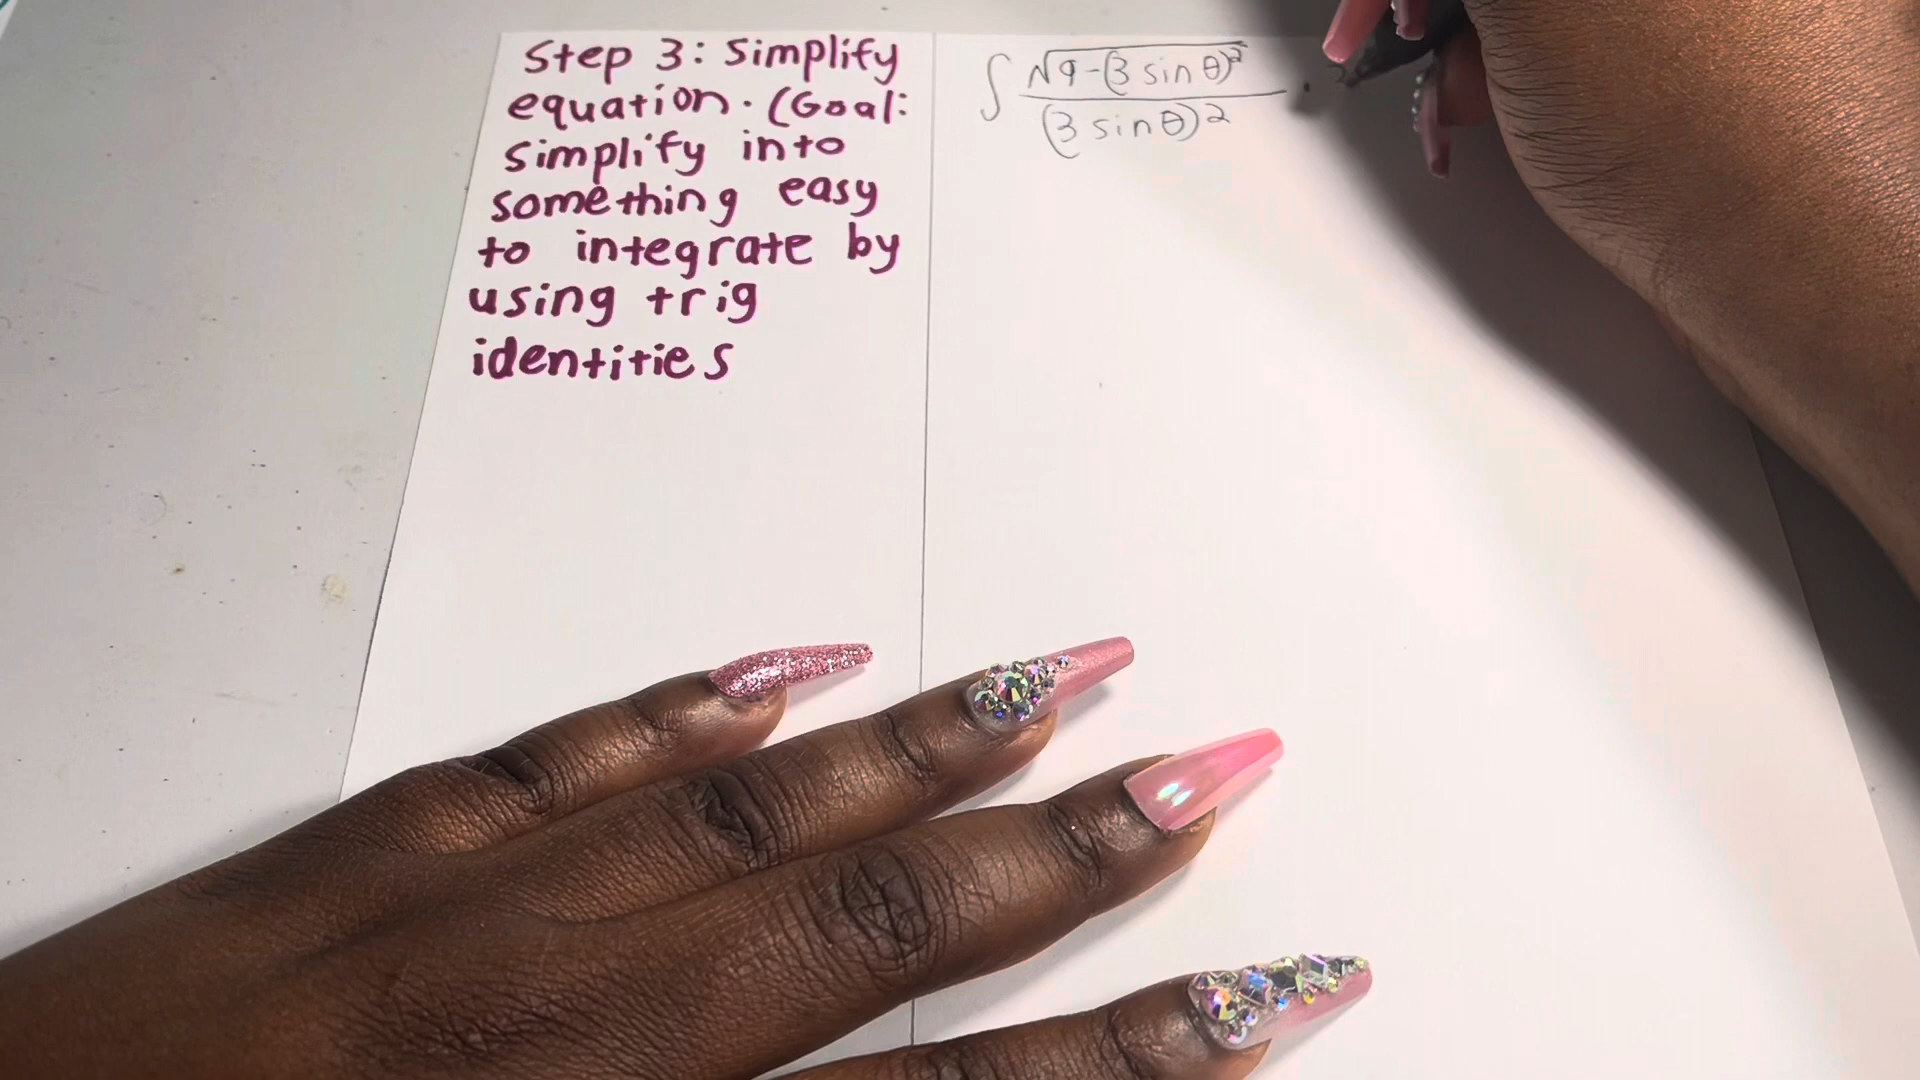 Step 3: Simplify
equation. (Goal:
simplify into
something easy
to integrate by
using trig
identities
∫ √9-(3 sin θ)² / (3 sin θ)² ·